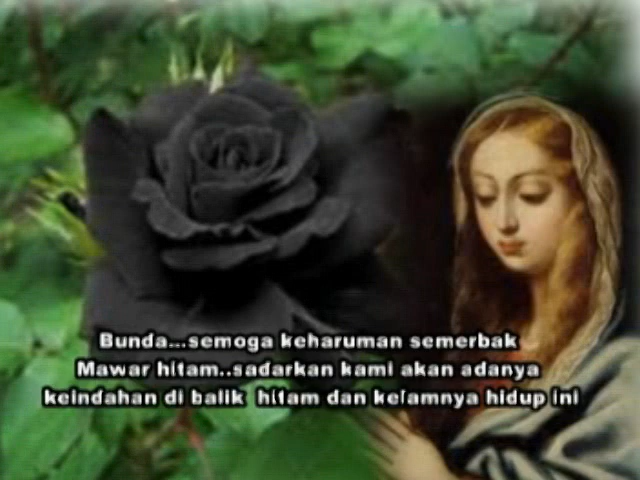 Bunda...semoga keharuman semerbak
Mawar hitam..sadarkan kami akan adanya
keindahan di balik hitam dan kelamnya hidup ini